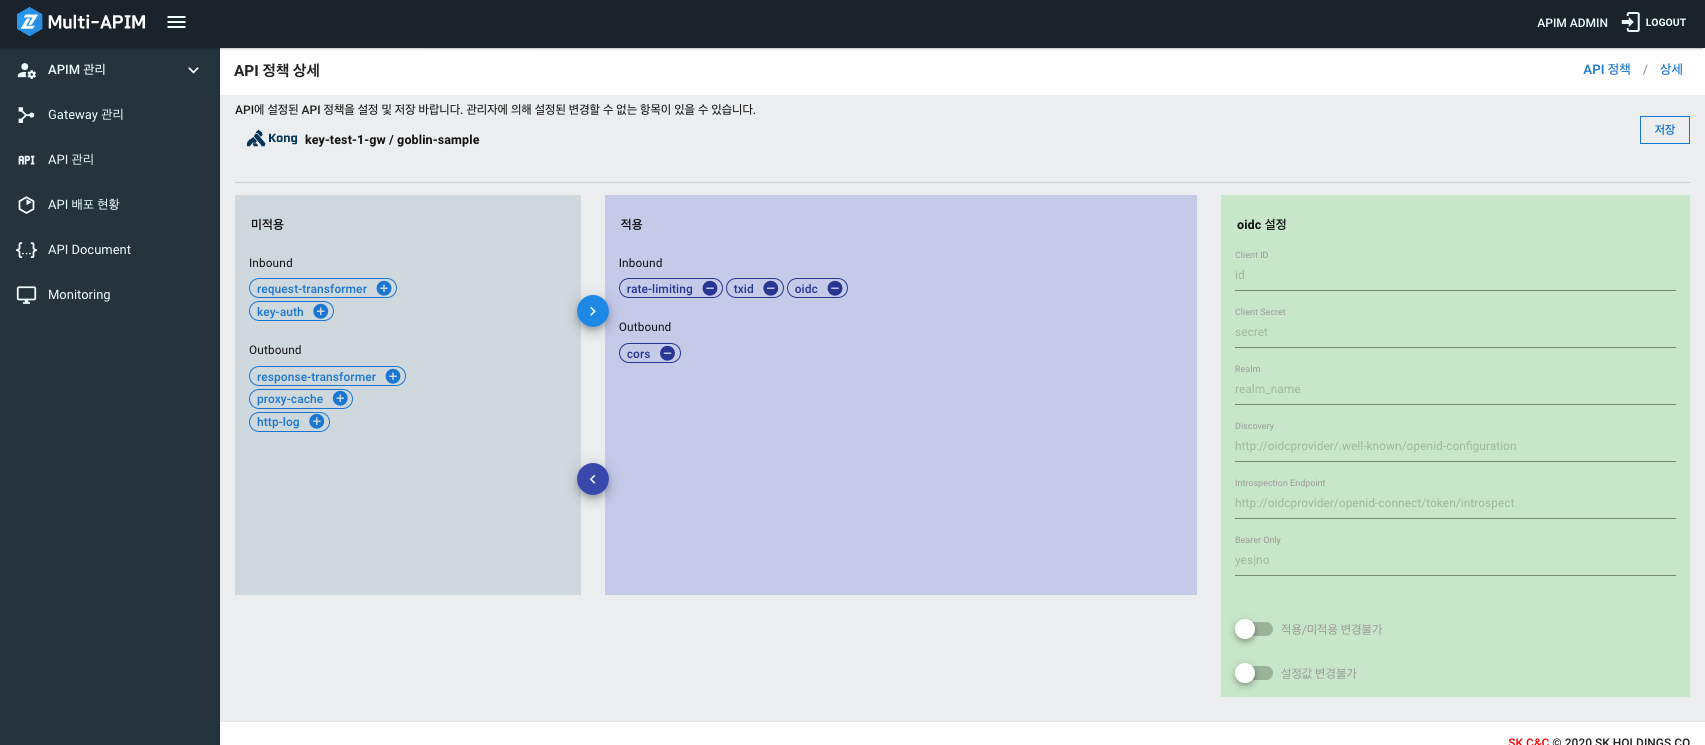 Multi-APIM
APIM ADMIN
LOGOUT
APIM 관리
Gateway 관리
API 관리
API 배포 현황
API Document
Monitoring
API 정책 상세
API 정책 / 상세
API에 설정된 API 정책을 설정 및 저장 바랍니다. 관리자에 의해 설정된 변경할 수 없는 항목이 있을 수 있습니다.
Kong key-test-1-gw / goblin-sample
저장
미적용
Inbound
request-transformer
key-auth
Outbound
response-transformer
proxy-cache
http-log
적용
Inbound
rate-limiting txid oidc
Outbound
cors
oidc 설정
Client ID
id
Client Secret
secret
Realm
realm_name
Discovery
http://oidcprovider/.well-known/openid-configuration
Introspection Endpoint
http://oidcprovider/openid-connect/token/introspect
Bearer Only
yes|no
적용/미적용 변경불가
설정값 변경불가
SK C&C © 2020 SK HOLDINGS CO